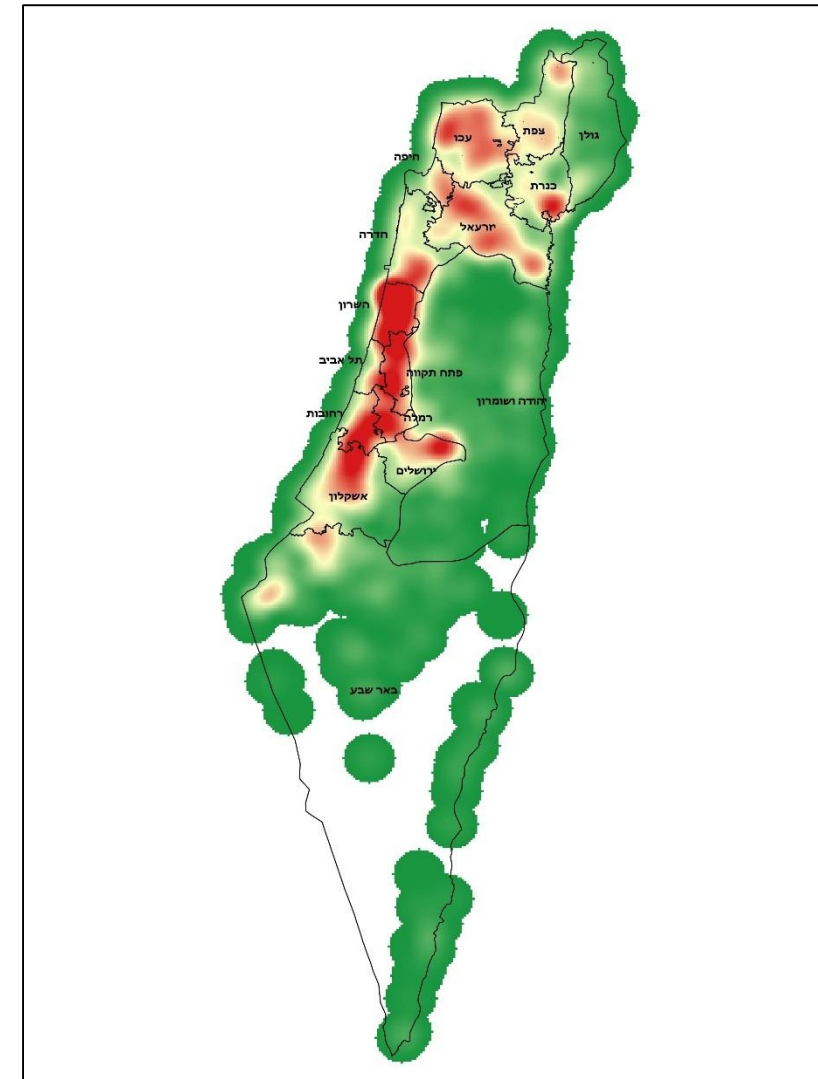 צפת
גולן
עכו
חיפה
כנרת
יזרעאל
חדרה
השרון
תל אביב
פתח תקווה
יהודה ושומרון
רחובות
רמלה
ירושלים
אשקלון
באר שבע